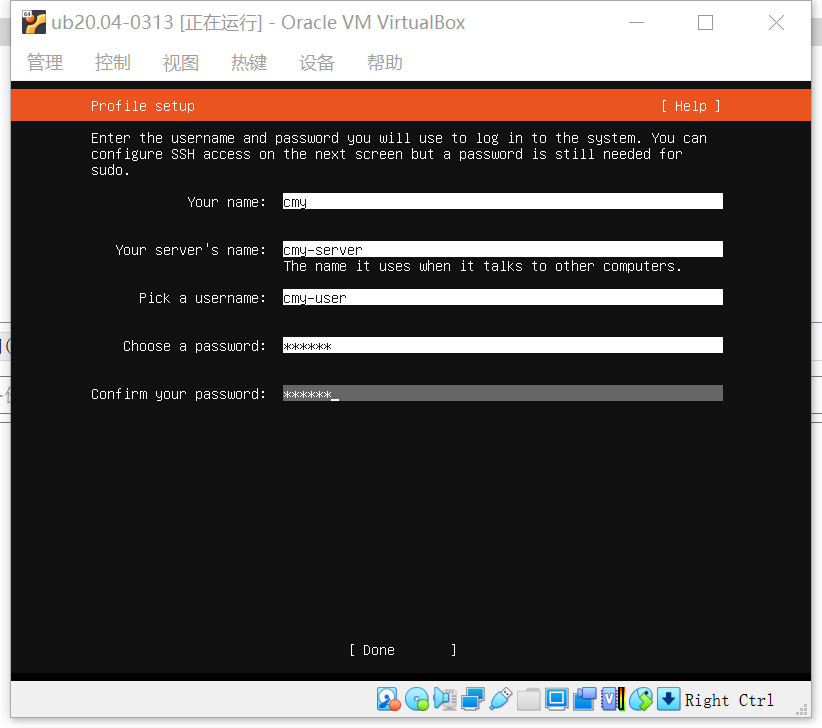 ub20.04-0313 [正在运行] - Oracle VM VirtualBox
管理 控制 视图 热键 设备 帮助
Profile setup [ Help ]
Enter the username and password you will use to log in to the system. You can
configure SSH access on the next screen but a password is still needed for
sudo.
Your name: cmy
Your server's name: cmy-server
The name it uses when it talks to other computers.
Pick a username: cmy-user
Choose a password: ******
Confirm your password: ******_
[ Done ]
Right Ctrl